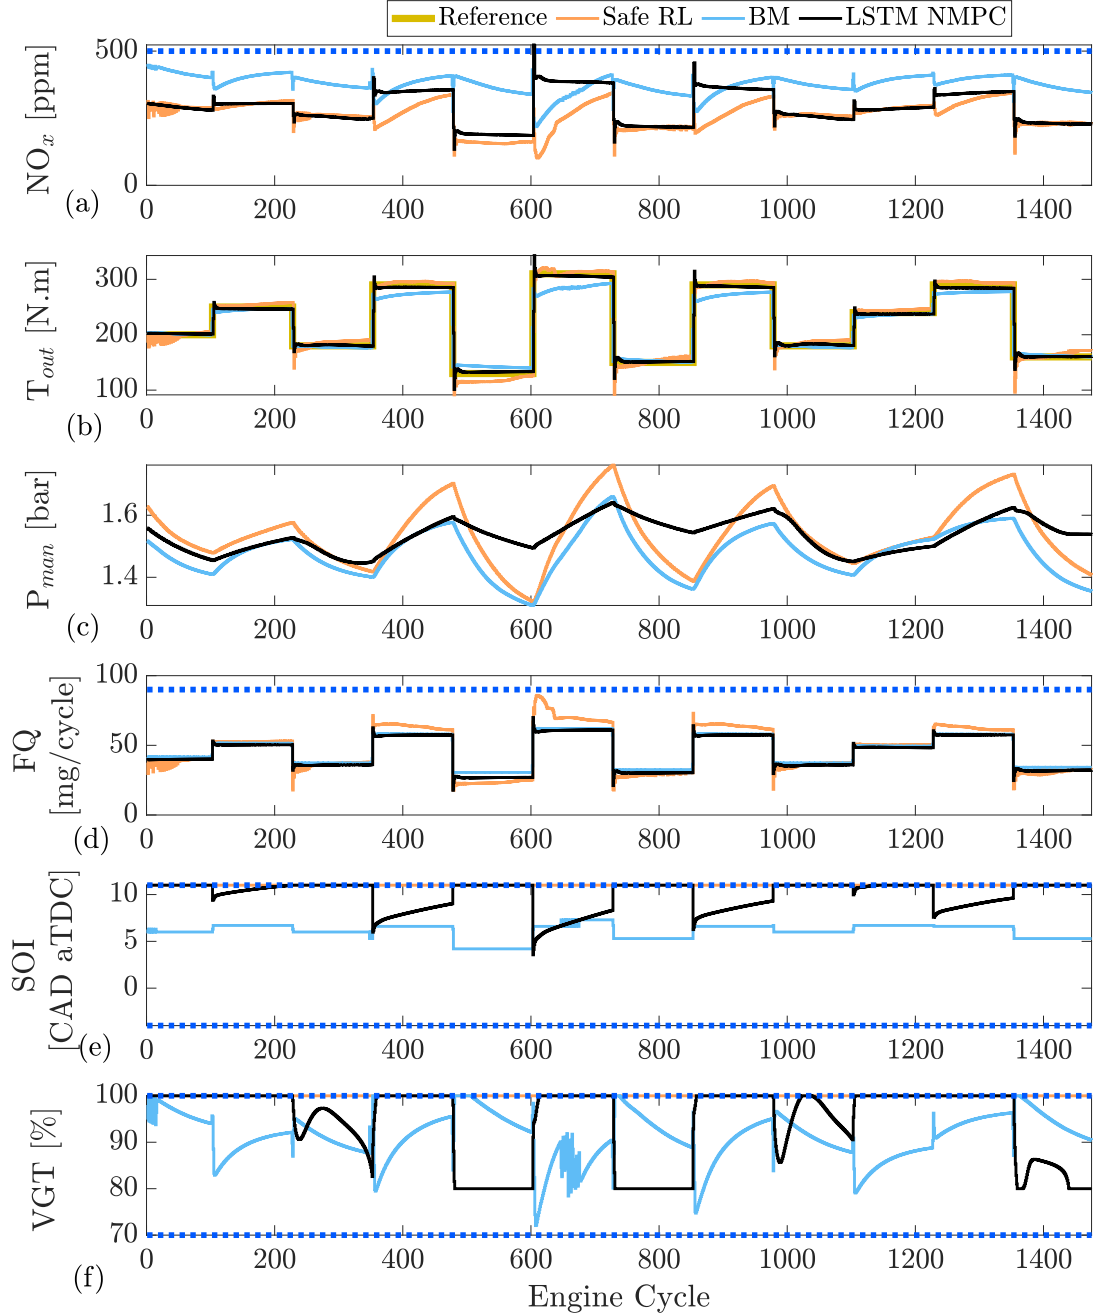 Reference Safe RL BM LSTM NMPC
500
0
NOx [ppm]
(a)
0 200 400 600 800 1000 1200 1400
300
200
100
Tout [N.m]
(b)
0 200 400 600 800 1000 1200 1400
1.6
1.4
Pman [bar]
(c)
0 200 400 600 800 1000 1200 1400
100
50
0
FQ
[mg/cycle]
(d)
0 200 400 600 800 1000 1200 1400
10
5
0
SOI
[CAD aTDC]
(e)
0 200 400 600 800 1000 1200 1400
100
90
80
70
VGT [%]
(f)
0 200 400 600 800 1000 1200 1400
Engine Cycle